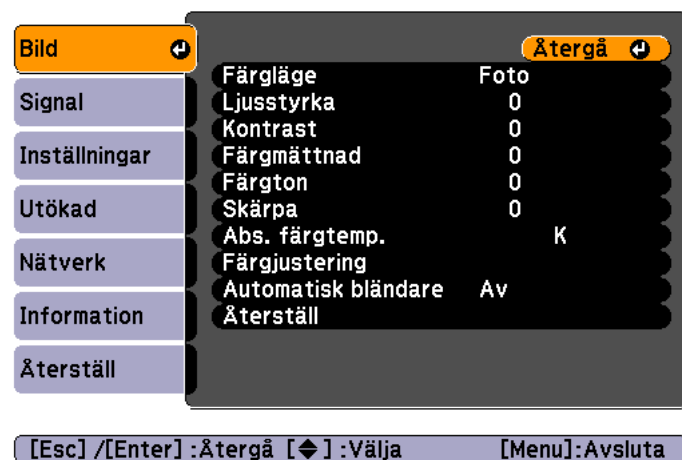 Bild
Signal
Inställningar
Utökad
Nätverk
Information
Återställ
Återgå
Färgläge Foto
Ljusstyrka 0
Kontrast 0
Färgmättnad 0
Färgton 0
Skärpa 0
Abs. färgtemp. K
Färgjustering
Automatisk bländare Av
Återställ
[Esc] /[Enter] :Återgå [◆] :Välja [Menu]:Avsluta